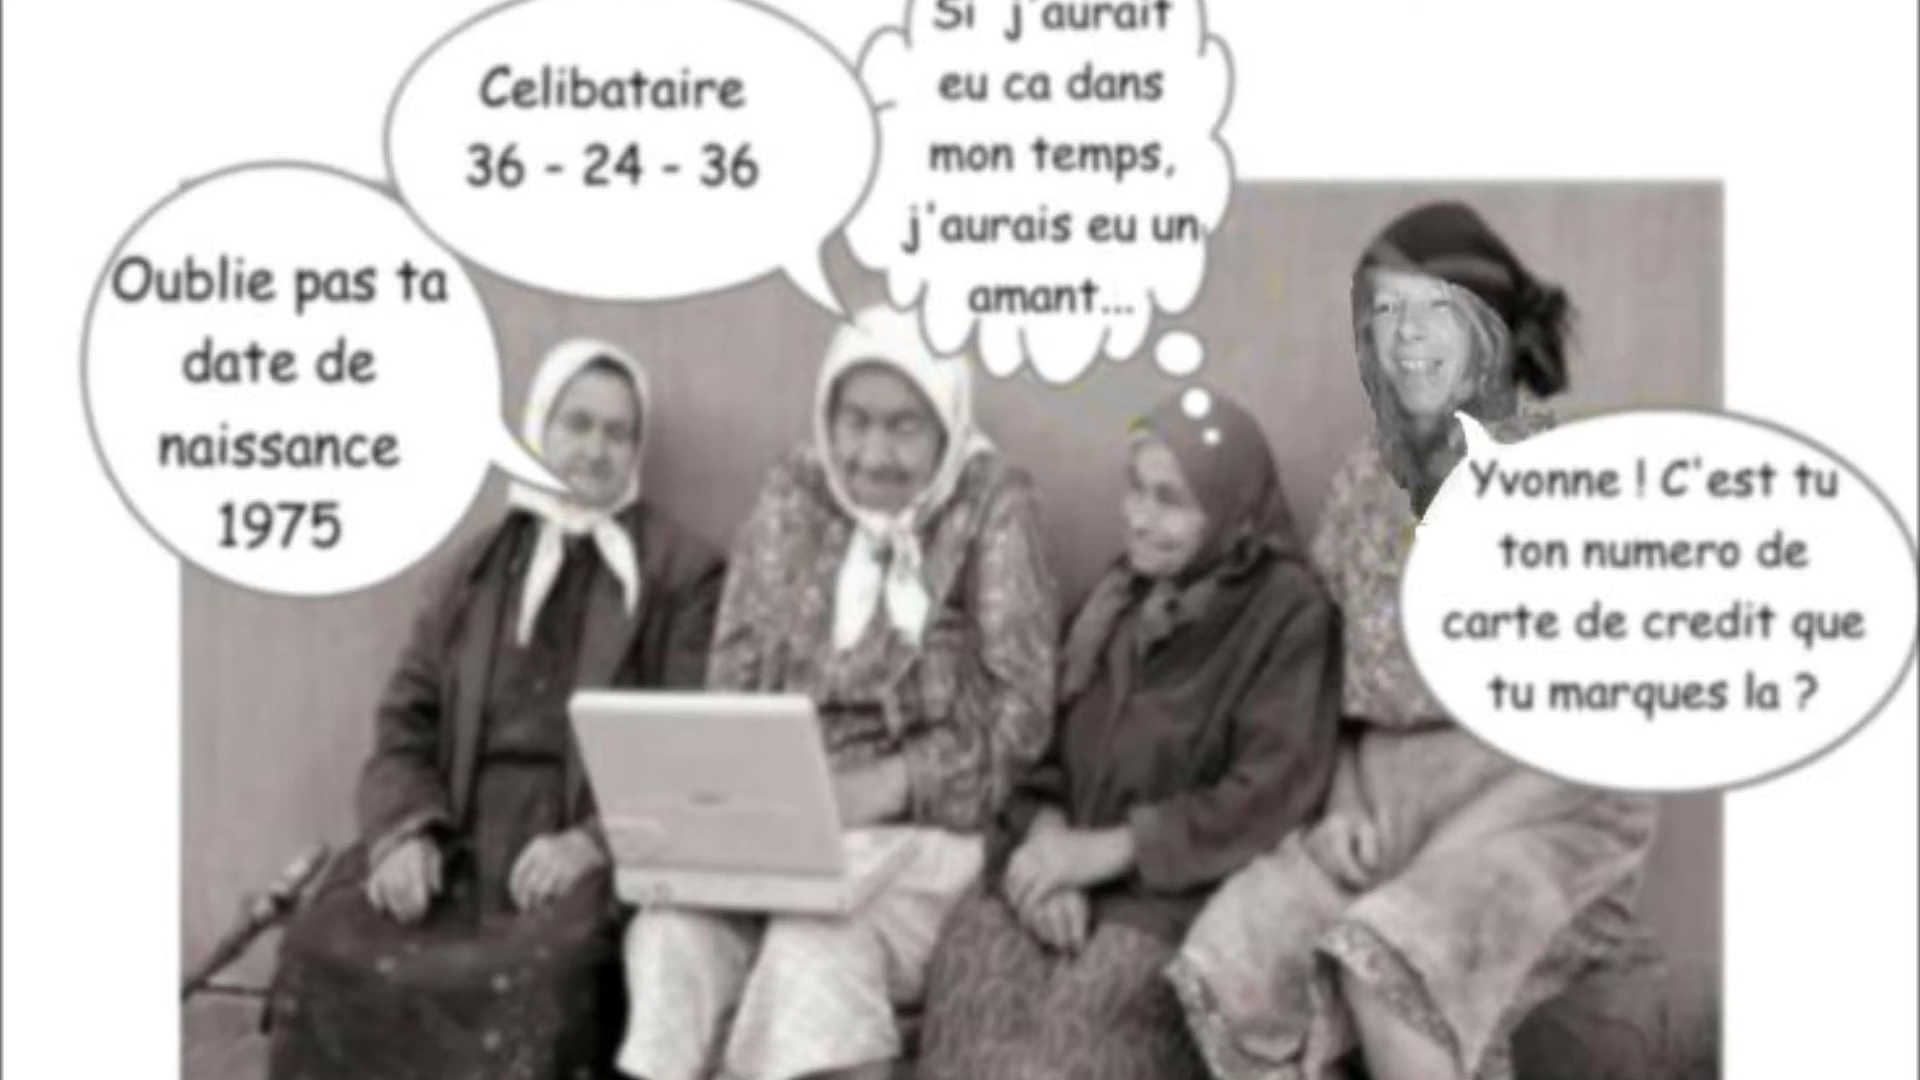 Oublie pas ta
date de
naissance
1975
Celibataire
36 - 24 - 36
Si j'aurait
eu ca dans
mon temps,
j'aurais eu un
amant...
Yvonne ! C'est tu
ton numero de
carte de credit que
tu marques la ?